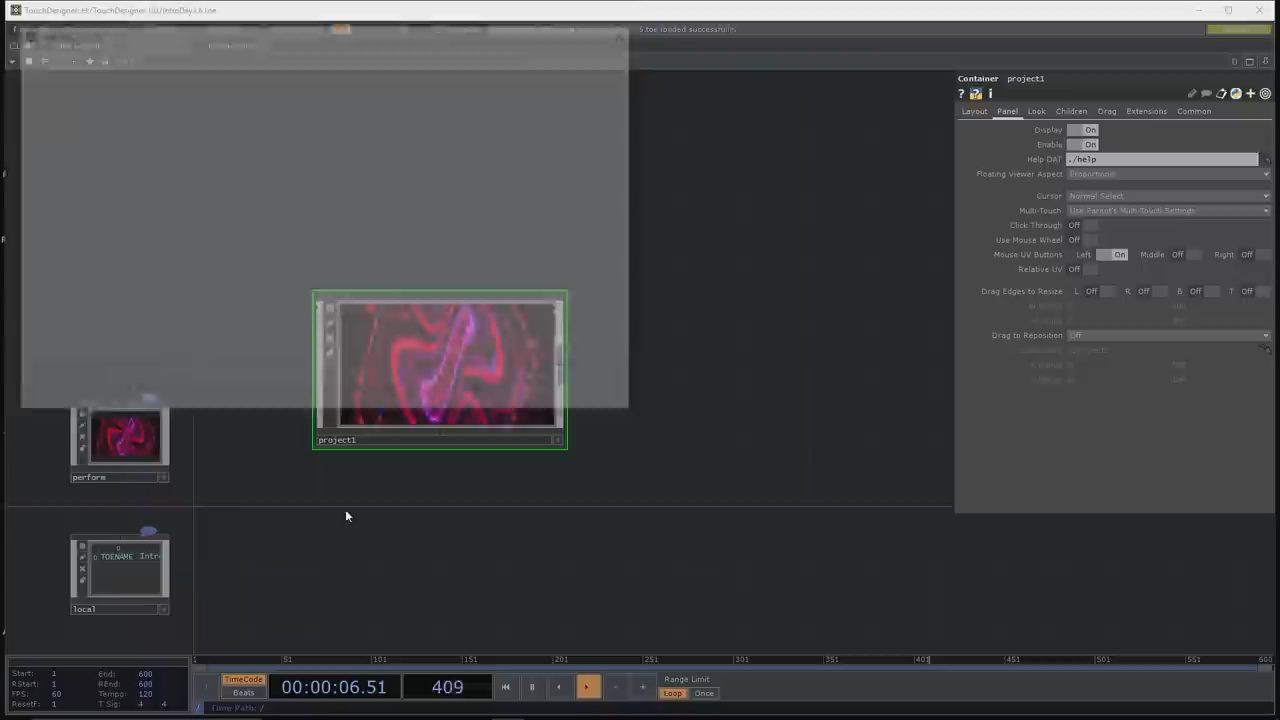 toe loaded successfully.
Container project1
Layout Panel Look Children Drag Extensions Common
Display On
Enable On
Help DAT ./help
Floating Viewer Aspect Proportional
Cursor Normal Select
Multi-Touch Use Parent's Multi-Touch Settings
Click Through Off
Use Mouse Wheel Off
Mouse UV Buttons Left On Middle Off Right Off
Relative UV Off
Drag Edges to Resize L Off R Off B Off T Off
Drag to Reposition Off
project1
perform
TOENAME Intr
local
1 51 101 151 201 251 301 351 401 451 501 551 600
Start: 1 End: 600
RStart: 1 REnd: 600
FPS: 60 Tempo: 120
ResetF: 1 T Sig: 4 4
TimeCode
Beats
00:00:06.51
409
Range Limit
Loop Once
/ Time Path: /